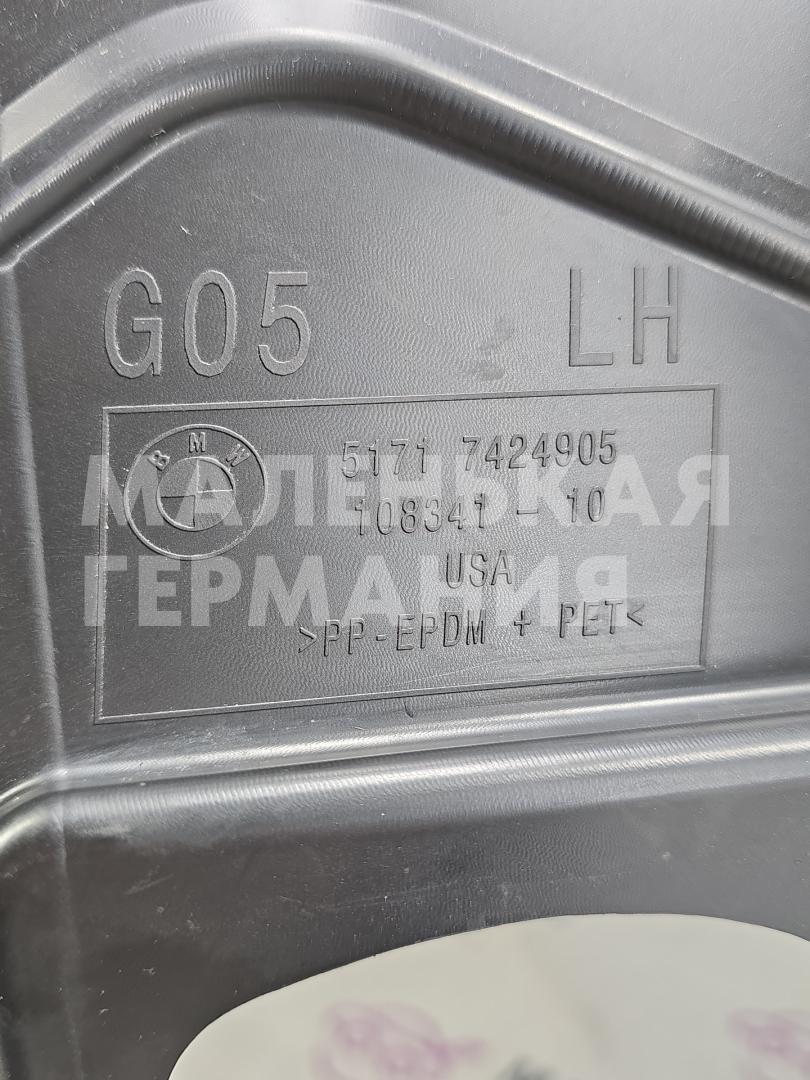 G05 LH
BMW
5171 7424905
108341 - 10
USA
>PP-EPDM + PET<
МАЛЕНЬКАЯ
ГЕРМАНИЯ